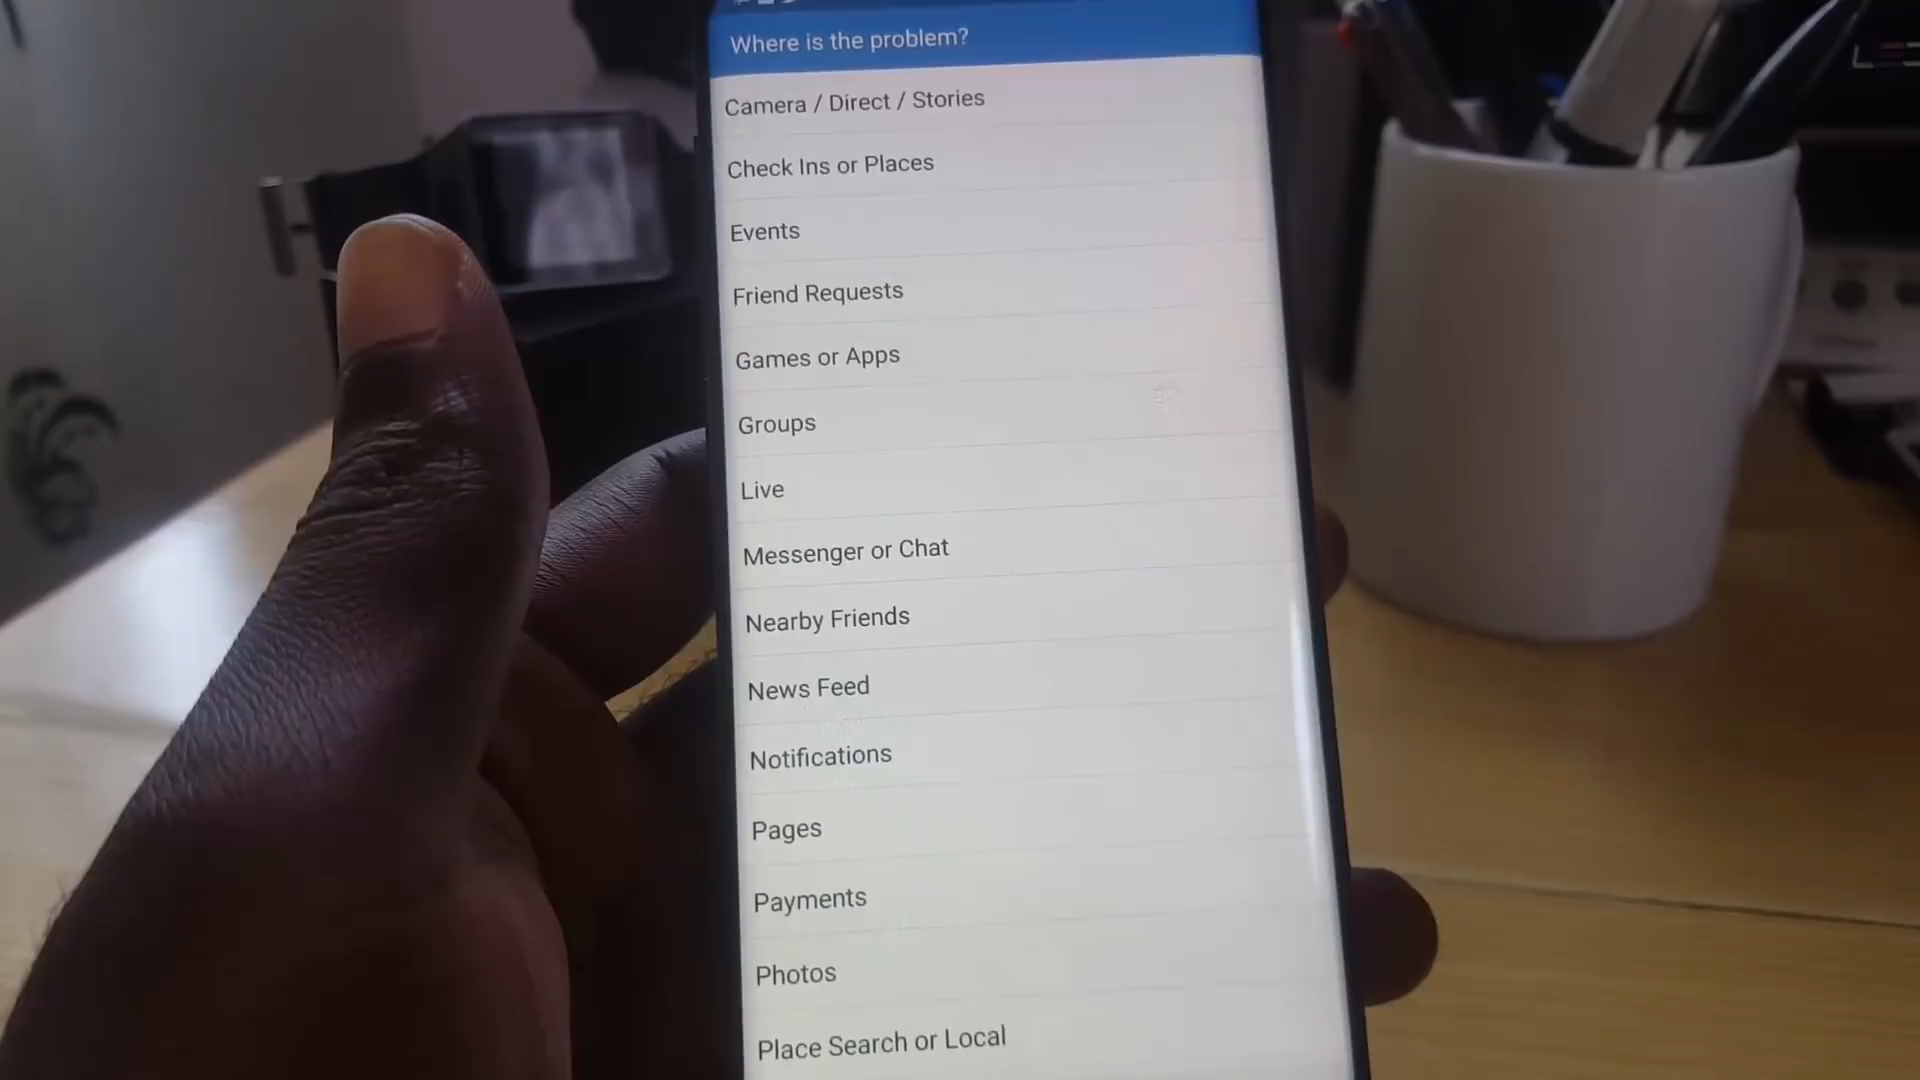 Where is the problem?
Camera / Direct / Stories
Check Ins or Places
Events
Friend Requests
Games or Apps
Groups
Live
Messenger or Chat
Nearby Friends
News Feed
Notifications
Pages
Payments
Photos
Place Search or Local